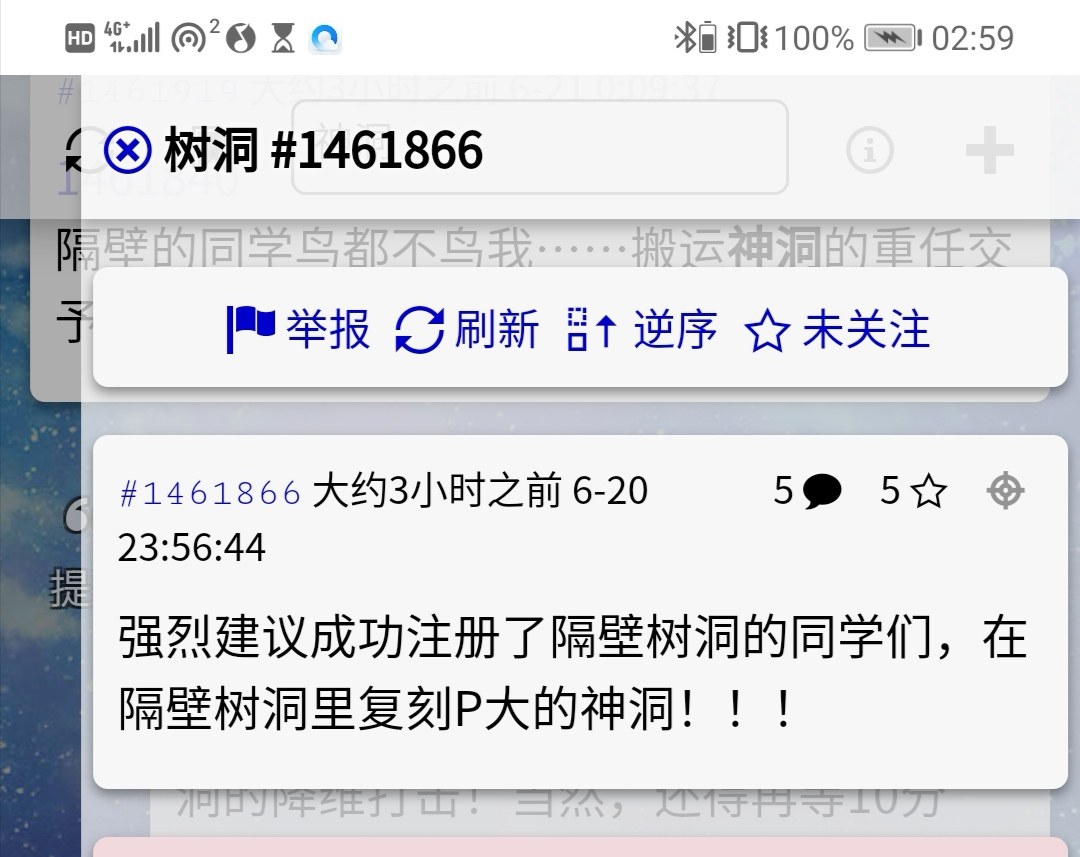 HD 4G+ 2 100% 02:59
#1461919 大约3小时之前 6-21 0:09:37
树洞 #1461866
神洞
隔壁的同学鸟都不鸟我……搬运神洞的重任交
予
举报 刷新 逆序 未关注
#1461866 大约3小时之前 6-20 5 5
23:56:44
提
强烈建议成功注册了隔壁树洞的同学们，在
隔壁树洞里复刻P大的神洞！！！
洞的降维打击！当然，还得再等10分